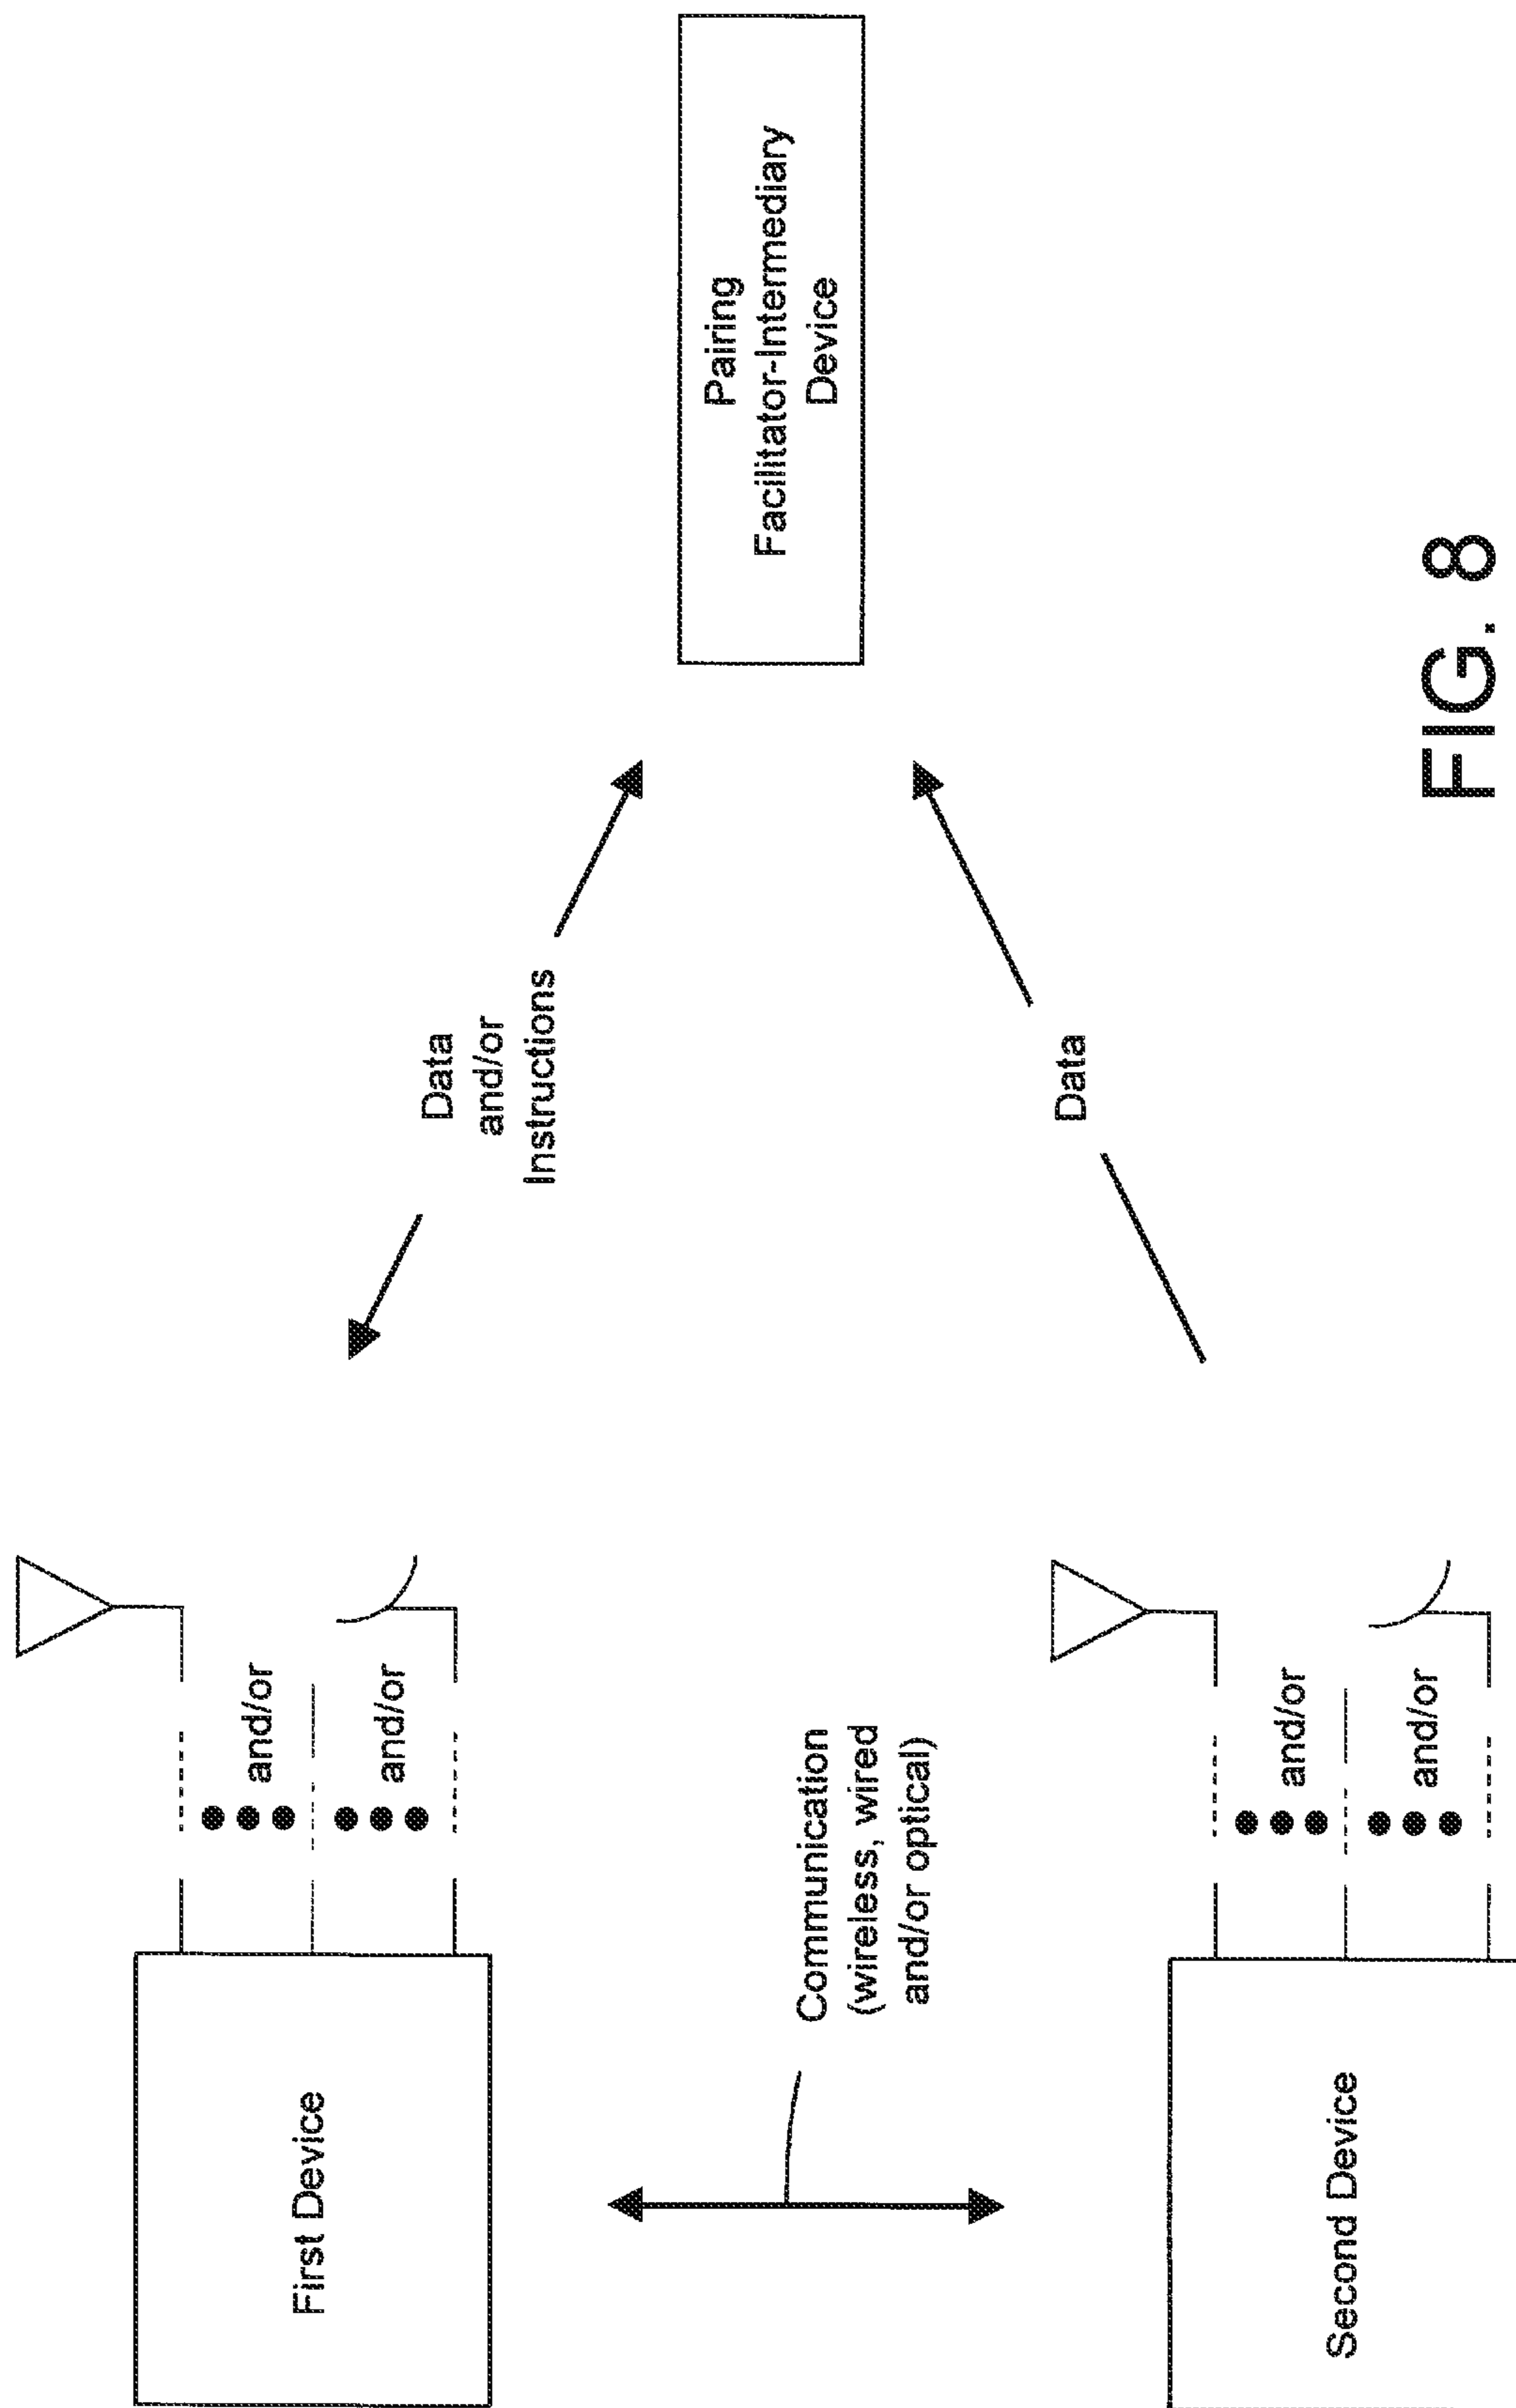 First Device
and/or
and/or
Data
and/or
Instructions
Pairing
Facilitator-Intermediary
Device
Communication
(wireless, wired
and/or optical)
Data
Second Device
and/or
and/or
FIG. 8